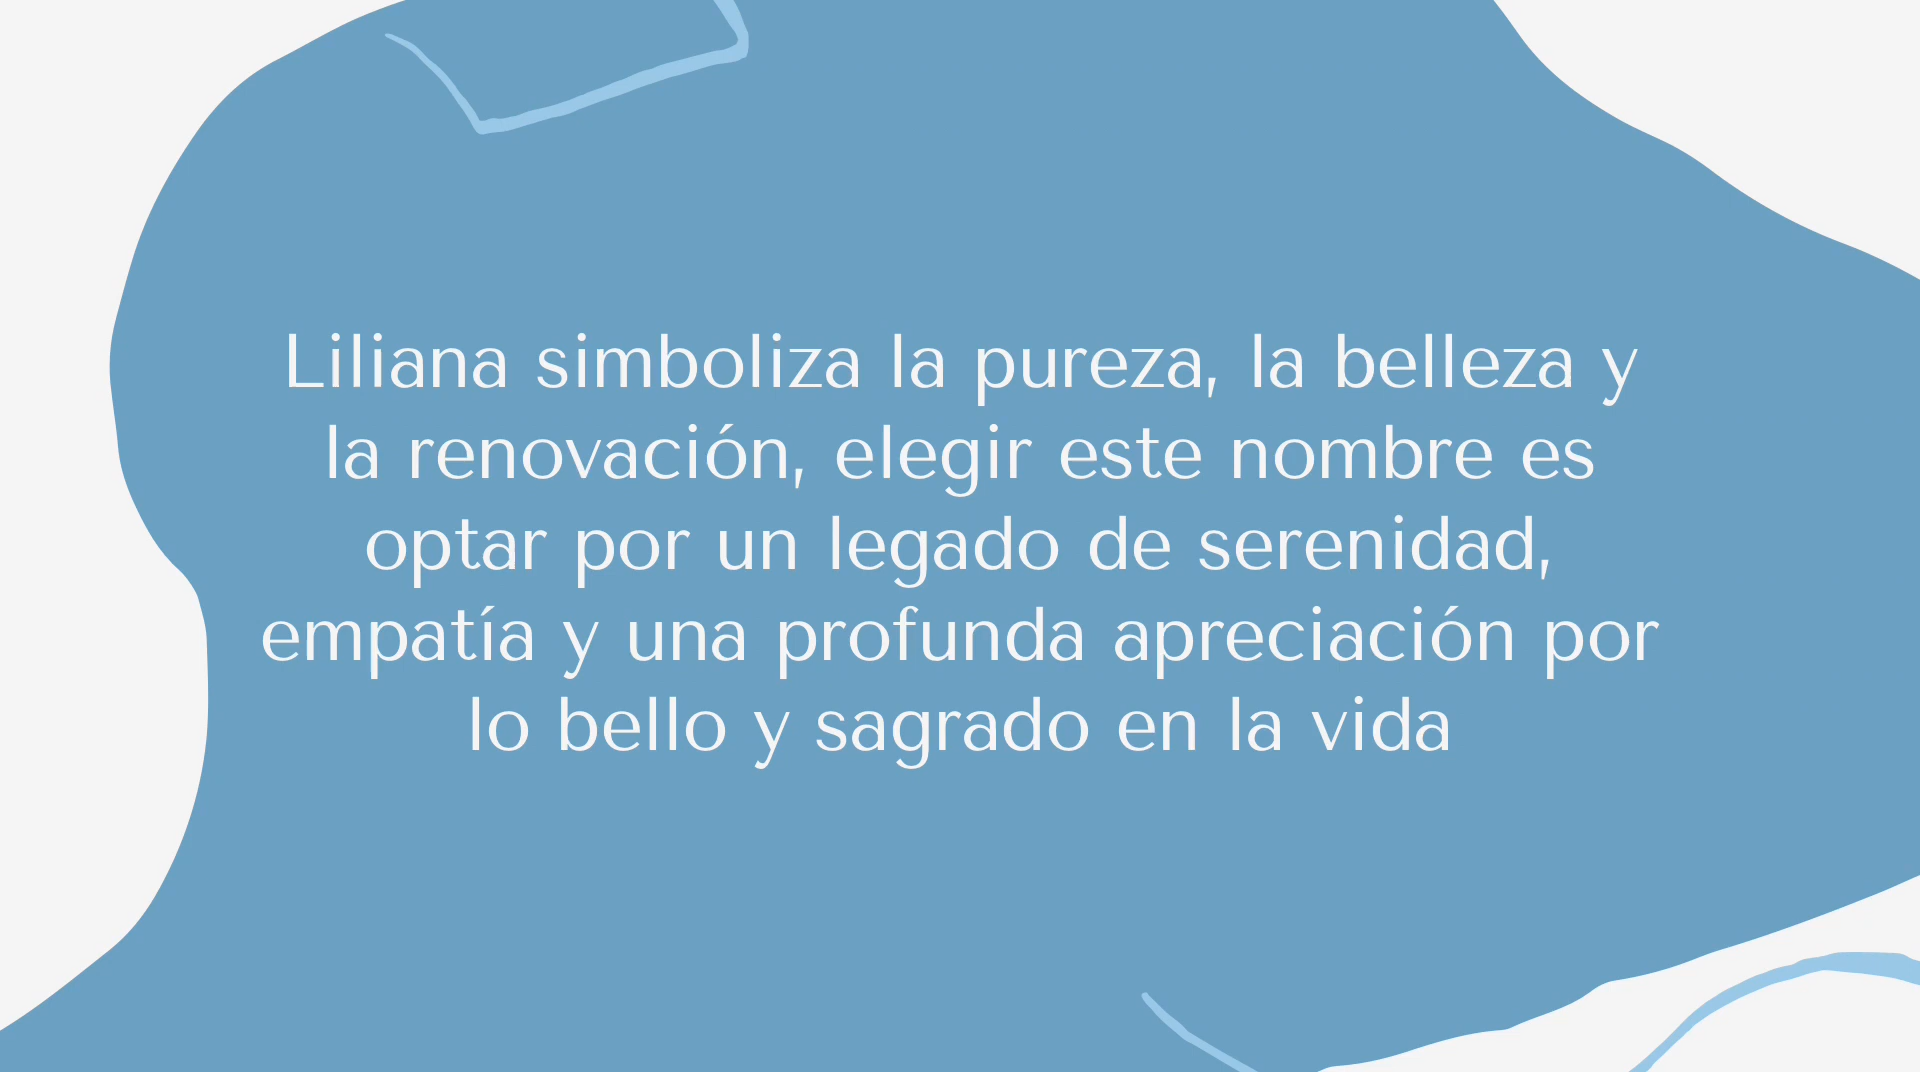 Liliana simboliza la pureza, la belleza y
la renovación, elegir este nombre es
optar por un legado de serenidad,
empatía y una profunda apreciación por
lo bello y sagrado en la vida